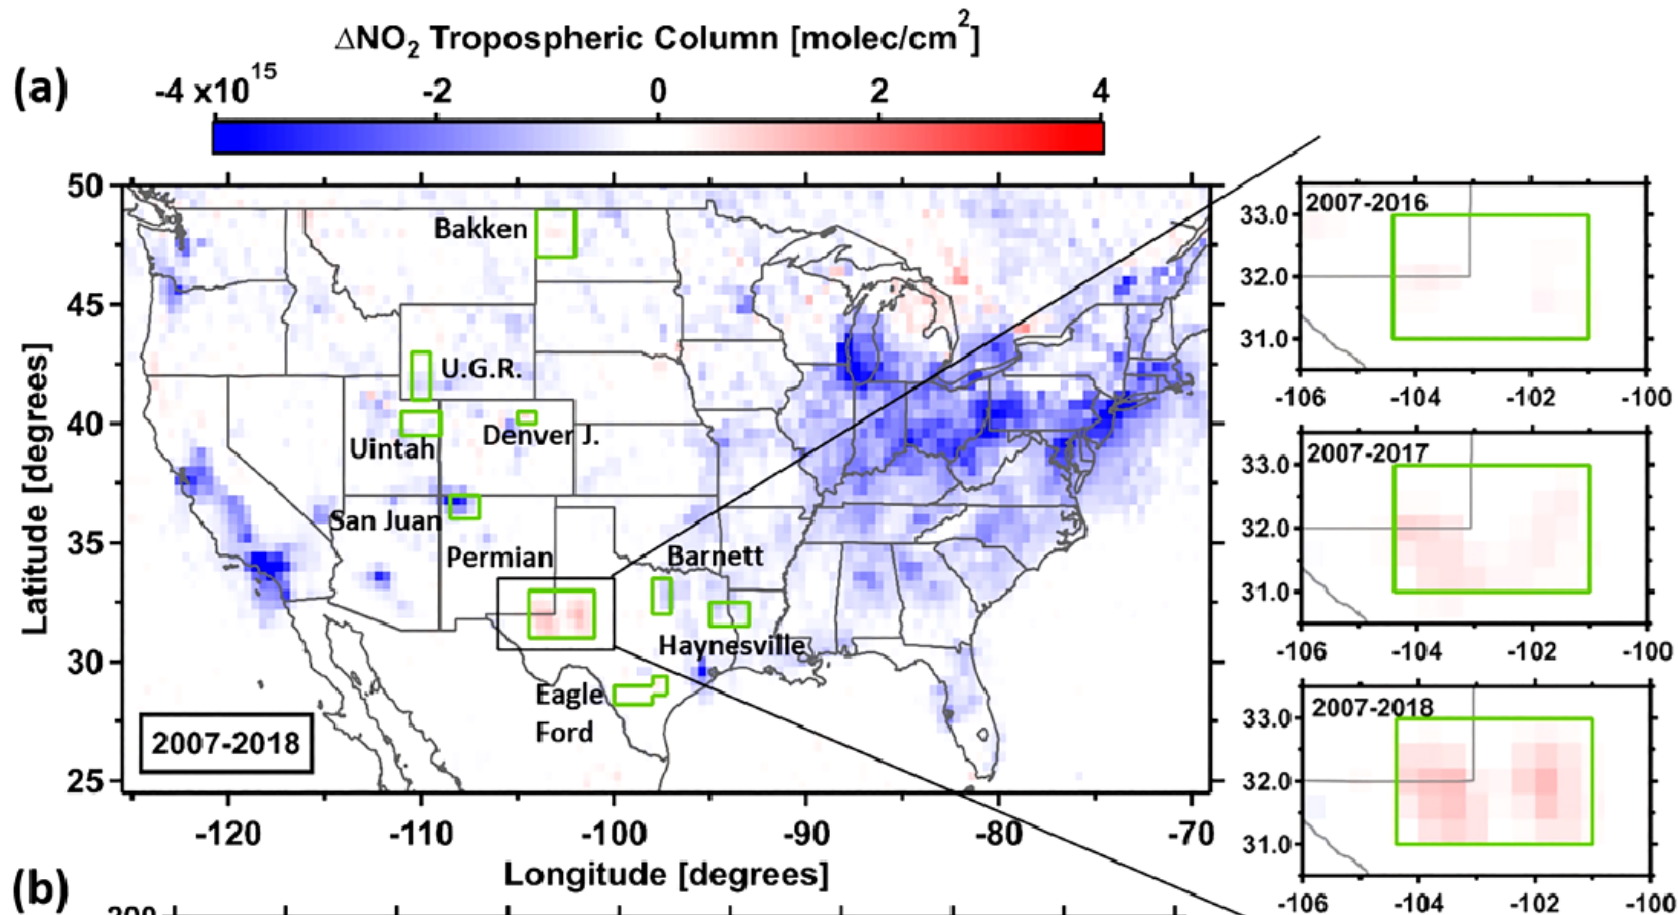 ΔNO₂ Tropospheric Column [molec/cm²]
(a)
-4 x10¹⁵ -2 0 2 4
50
45
40
35
30
25
Latitude [degrees]
Bakken
U.G.R.
Uintah
Denver J.
San Juan
Permian
Barnett
Haynesville
Eagle
Ford
2007-2018
-120 -110 -100 -90 -80 -70
Longitude [degrees]
2007-2016
33.0
32.0
31.0
-106 -104 -102 -100
2007-2017
33.0
32.0
31.0
-106 -104 -102 -100
2007-2018
33.0
32.0
31.0
-106 -104 -102 -100
(b)